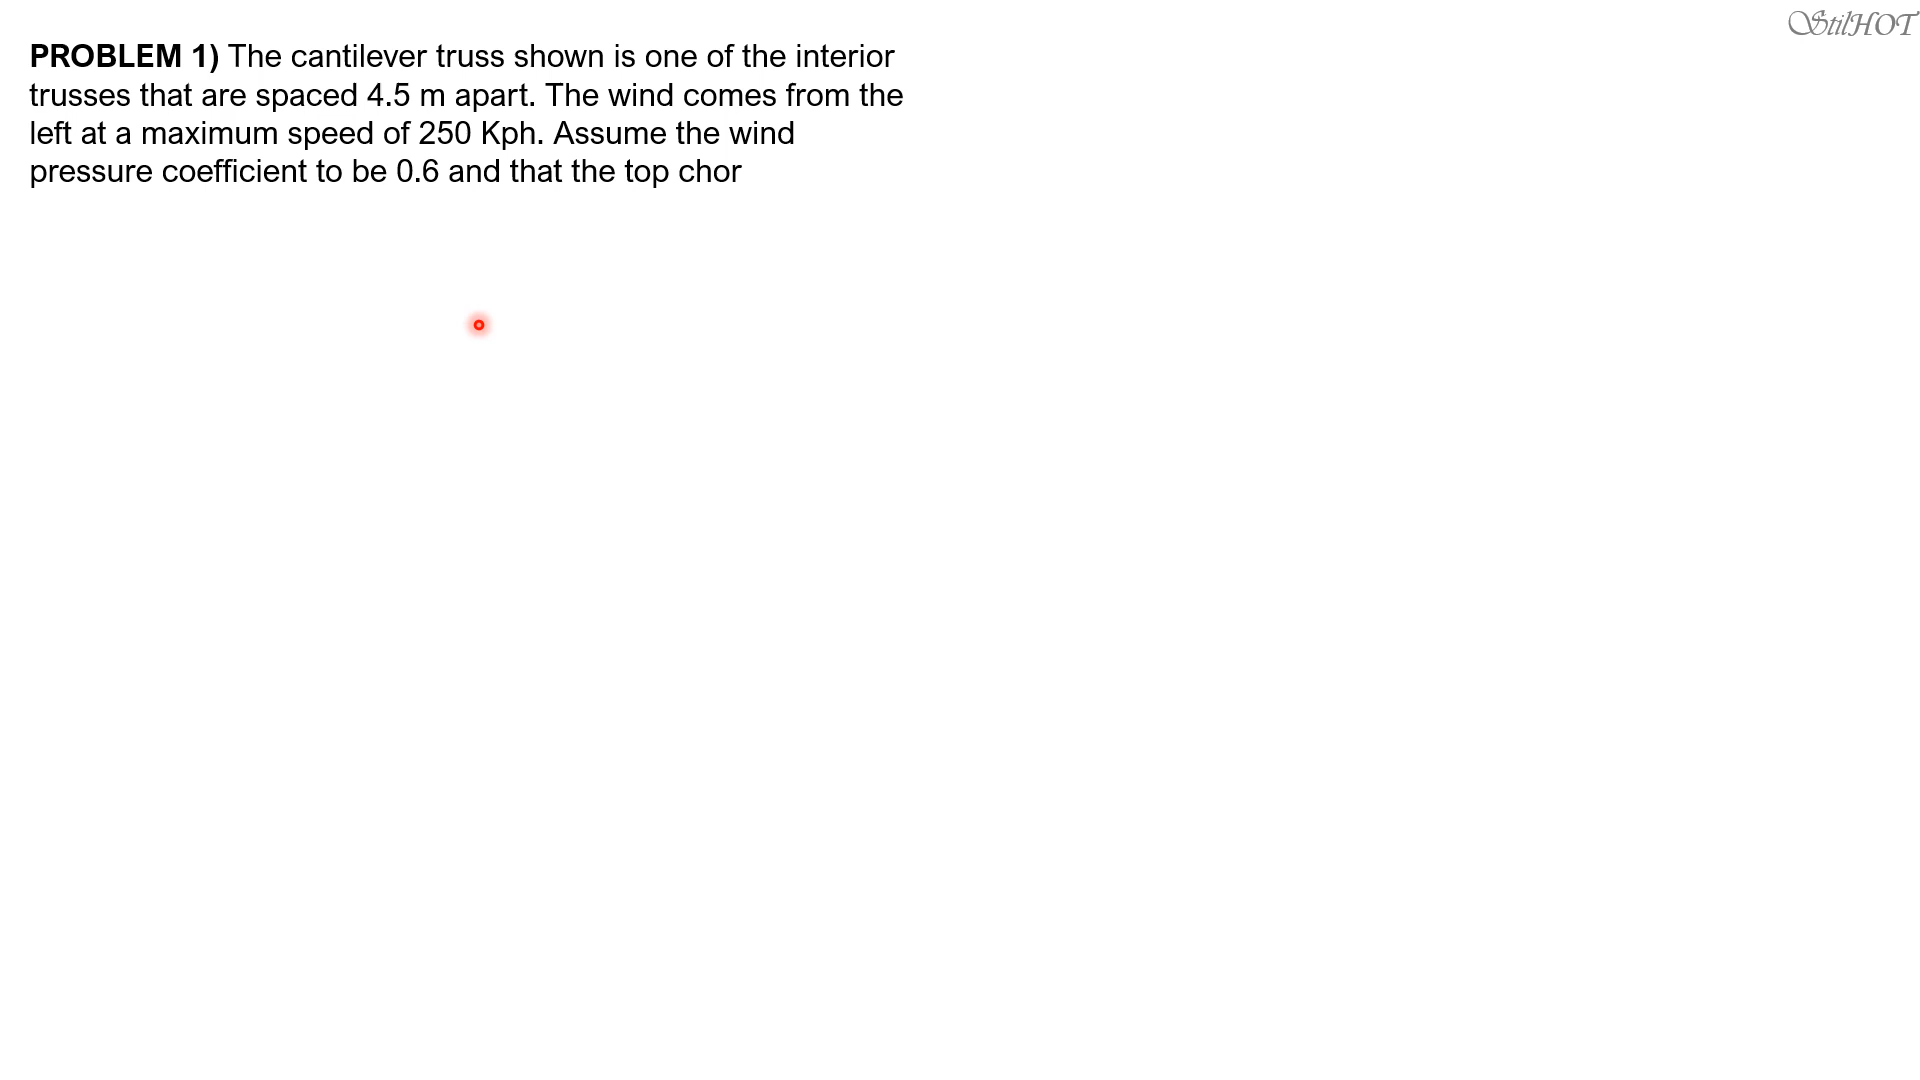 StilHOT
PROBLEM 1) The cantilever truss shown is one of the interior
trusses that are spaced 4.5 m apart. The wind comes from the
left at a maximum speed of 250 Kph. Assume the wind
pressure coefficient to be 0.6 and that the top chor